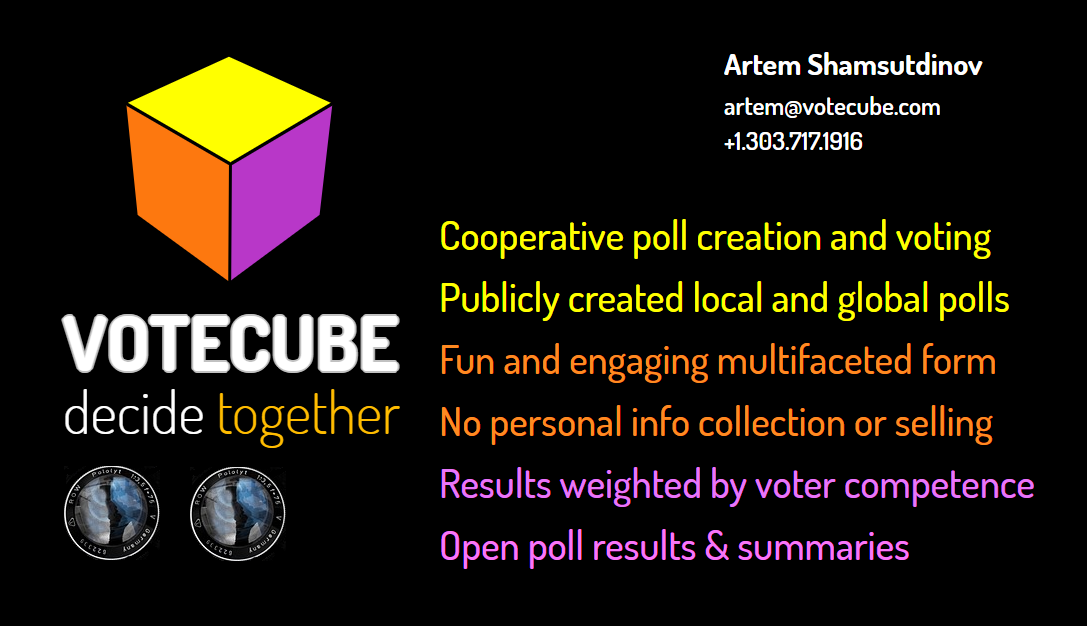 Artem Shamsutdinov
artem@votecube.com
+1.303.717.1916
VOTECUBE
decide together
Cooperative poll creation and voting
Publicly created local and global polls
Fun and engaging multifaceted form
No personal info collection or selling
Results weighted by voter competence
Open poll results & summaries